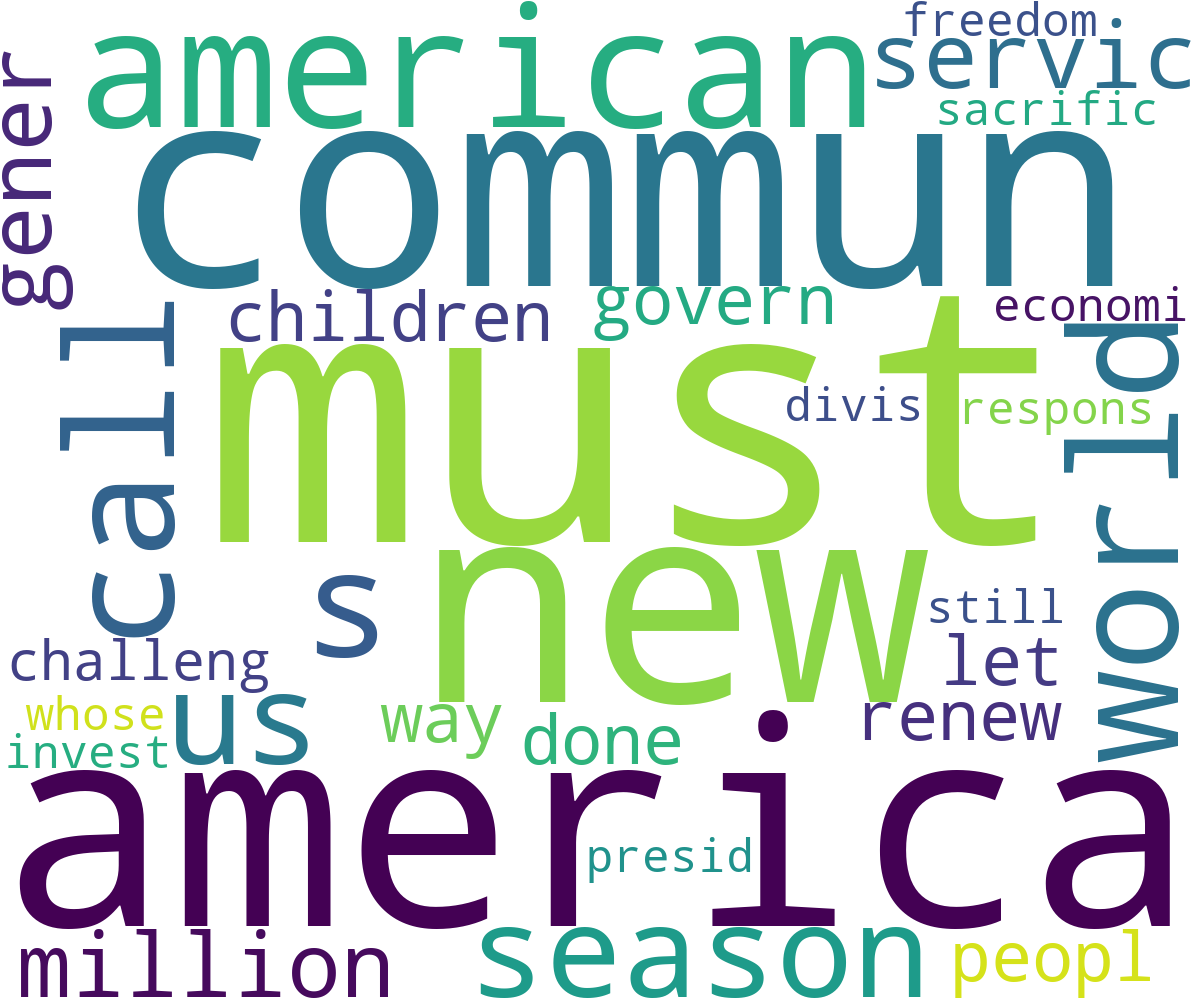 freedom
american
servic
sacrific
gener
commun
children
govern
economi
call
must
world
divis
respons
new
s
still
challeng
let
us
whose
way
done
renew
invest
america
presid
million
season
peopl